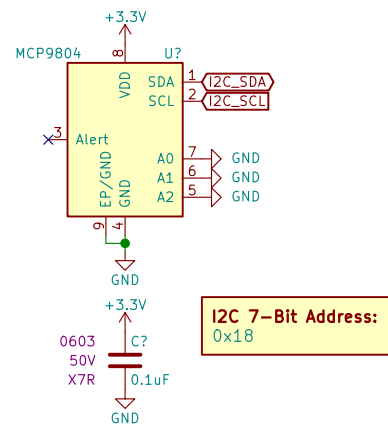 +3.3V
MCP9804
U?
8
VDD
SDA
1
I2C_SDA
SCL
2
I2C_SCL
3
Alert
A0
7
GND
A1
6
GND
A2
5
GND
EP/GND
GND
9
4
GND
+3.3V
0603
C?
50V
X7R
0.1uF
GND
I2C 7-Bit Address:
0x18